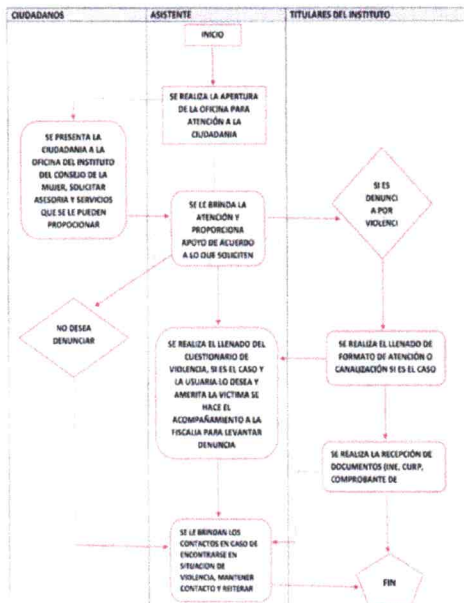 CIUDADANOS
ASISTENTE
TITULARES DEL INSTITUTO
INICIO
SE REALIZA LA APERTURA
DE LA OFICINA PARA
ATENCIÓN A LA
CIUDADANIA
SE PRESENTA LA
CIUDADANIA A LA
OFICINA DEL INSTITUTO
DEL CONSEJO DE LA
MUJER, SOLICITAR
ASESORIA Y SERVICIOS
QUE SE LE PUEDEN
PROPOCIONAR
SE LE BRINDA LA
ATENCIÓN Y
PROPORCIONA
APOYO DE ACUERDO
A LO QUE SOLICITEN
SI ES
DENUNCI
A POR
VIOLENCI
NO DESEA
DENUNCIAR
SE REALIZA EL LLENADO DEL
CUESTIONARIO DE
VIOLENCIA, SI ES EL CASO Y
LA USUARIA LO DESEA Y
AMERITA LA VICTIMA SE
HACE EL
ACOMPAÑAMIENTO A LA
FISCALIA PARA LEVANTAR
DENUNCIA
SE REALIZA EL LLENADO DE
FORMATO DE ATENCIÓN O
CANALIZACIÓN SI ES EL CASO
SE REALIZA LA RECEPCIÓN DE
DOCUMENTOS (INE, CURP,
COMPROBANTE DE
SE LE BRINDAN LOS
CONTACTOS EN CASO DE
ENCONTRARSE EN
SITUACION DE
VIOLENCIA, MANTENER
CONTACTO Y REITERAR
FIN